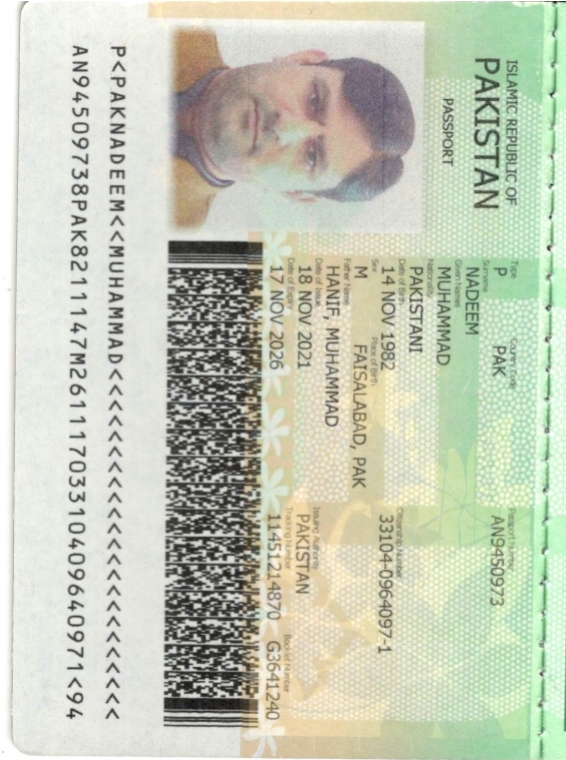 ISLAMIC REPUBLIC OF
PAKISTAN
PASSPORT
Type Country Code Passport Number
P PAK AN9450973
Surname
NADEEM
Given Names
MUHAMMAD
Nationality
PAKISTANI
Date of Birth Citizenship Number
14 NOV 1982 33104-0964097-1
Sex Place of Birth
M FAISALABAD, PAK
Father Name
HANIF, MUHAMMAD
Date of Issue Issuing Authority
18 NOV 2021 PAKISTAN
Date of Expiry Tracking Number Booklet Number
17 NOV 2026 11451214870 G3641240
P<PAKNADEEM<<MUHAMMAD<<<<<<<<<<<<<<<<<<<<<<<
AN94509738PAK8211147M26111703310409640971<94